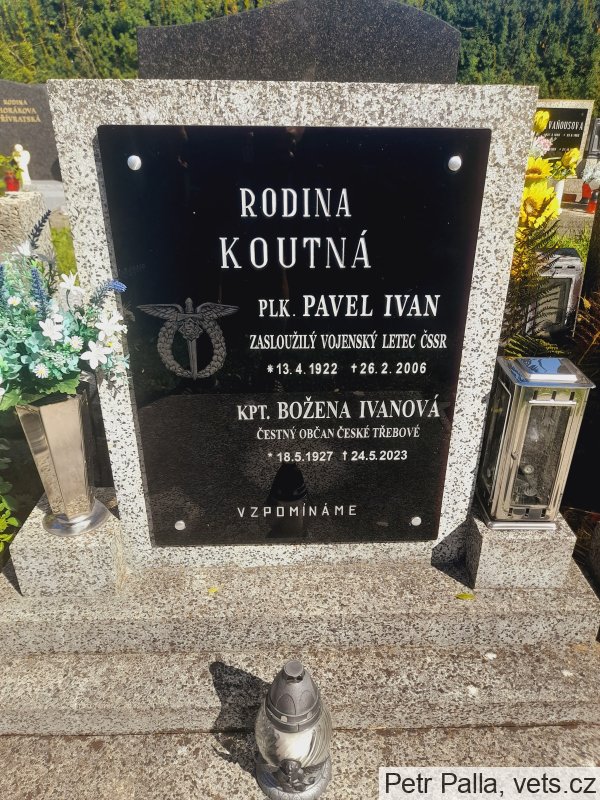 RODINA
KOUTNÁ
PLK. PAVEL IVAN
ZASLOUŽILÝ VOJENSKÝ LETEC ČSSR
*13.4.1922 †26.2.2006
KPT. BOŽENA IVANOVÁ
ČESTNÝ OBČAN ČESKÉ TŘEBOVÉ
*18.5.1927 †24.5.2023
VZPOMÍNÁME
RODINA
Petr Palla, vets.cz